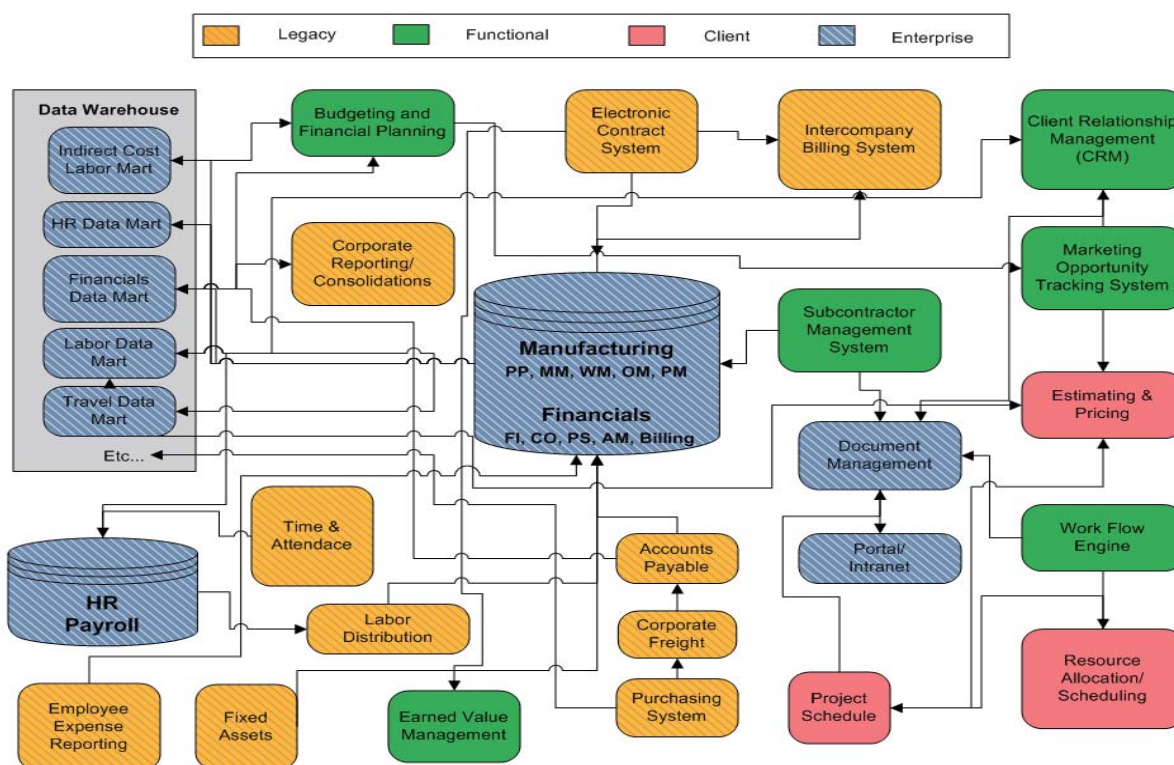 Legacy
Functional
Client
Enterprise
Data Warehouse
Indirect Cost
Labor Mart
HR Data Mart
Financials
Data Mart
Labor Data
Mart
Travel Data
Mart
Etc...
Budgeting and
Financial Planning
Electronic
Contract
System
Intercompany
Billing System
Client Relationship
Management
(CRM)
Corporate
Reporting/
Consolidations
Marketing
Opportunity
Tracking System
Manufacturing
PP, MM, WM, OM, PM
Financials
FI, CO, PS, AM, Billing
Subcontractor
Management
System
Estimating &
Pricing
Document
Management
Time &
Attendace
Accounts
Payable
Portal/
Intranet
Work Flow
Engine
HR
Payroll
Labor
Distribution
Corporate
Freight
Employee
Expense
Reporting
Fixed
Assets
Earned Value
Management
Purchasing
System
Project
Schedule
Resource
Allocation/
Scheduling